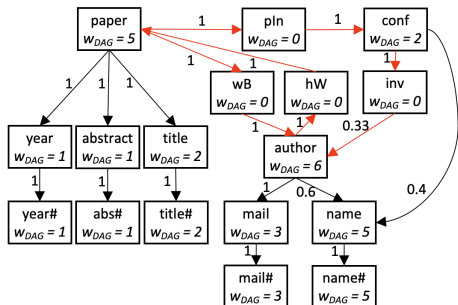 paper
w_DAG = 5
1
pIn
w_DAG = 0
1
conf
w_DAG = 2
1
1
1
wB
w_DAG = 0
hW
w_DAG = 0
inv
w_DAG = 0
1
1
1
1
1
0.33
year
w_DAG = 1
abstract
w_DAG = 1
title
w_DAG = 2
author
w_DAG = 6
1
1
1
1
0.6
0.4
year#
w_DAG = 1
abs#
w_DAG = 1
title#
w_DAG = 2
mail
w_DAG = 3
name
w_DAG = 5
1
1
mail#
w_DAG = 3
name#
w_DAG = 5